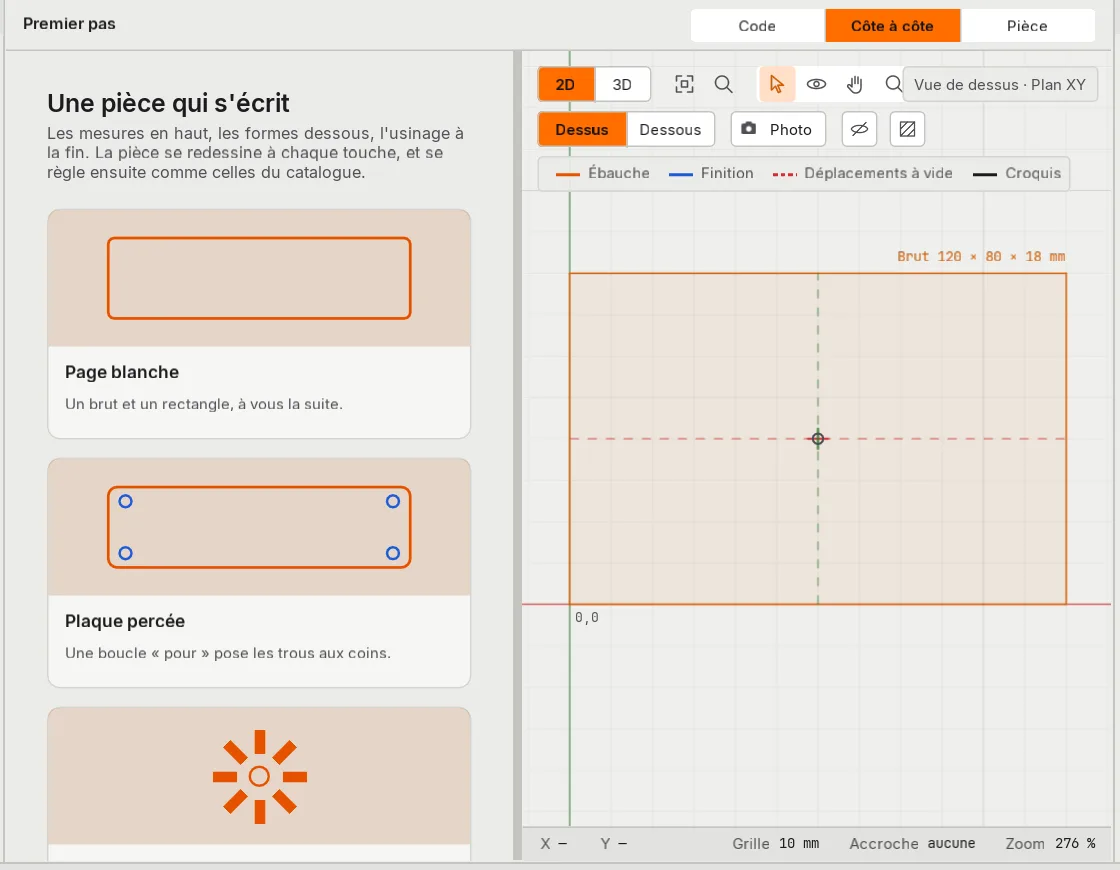 Premier pas
Code
Côte à côte
Pièce
Une pièce qui s'écrit
Les mesures en haut, les formes dessous, l'usinage à
la fin. La pièce se redessine à chaque touche, et se
règle ensuite comme celles du catalogue.
Page blanche
Un brut et un rectangle, à vous la suite.
Plaque percée
Une boucle « pour » pose les trous aux coins.
2D
3D
Vue de dessus · Plan XY
Dessus
Dessous
Photo
Ébauche
Finition
Déplacements à vide
Croquis
Brut 120 × 80 × 18 mm
0,0
X –
Y –
Grille 10 mm
Accroche aucune
Zoom 276 %